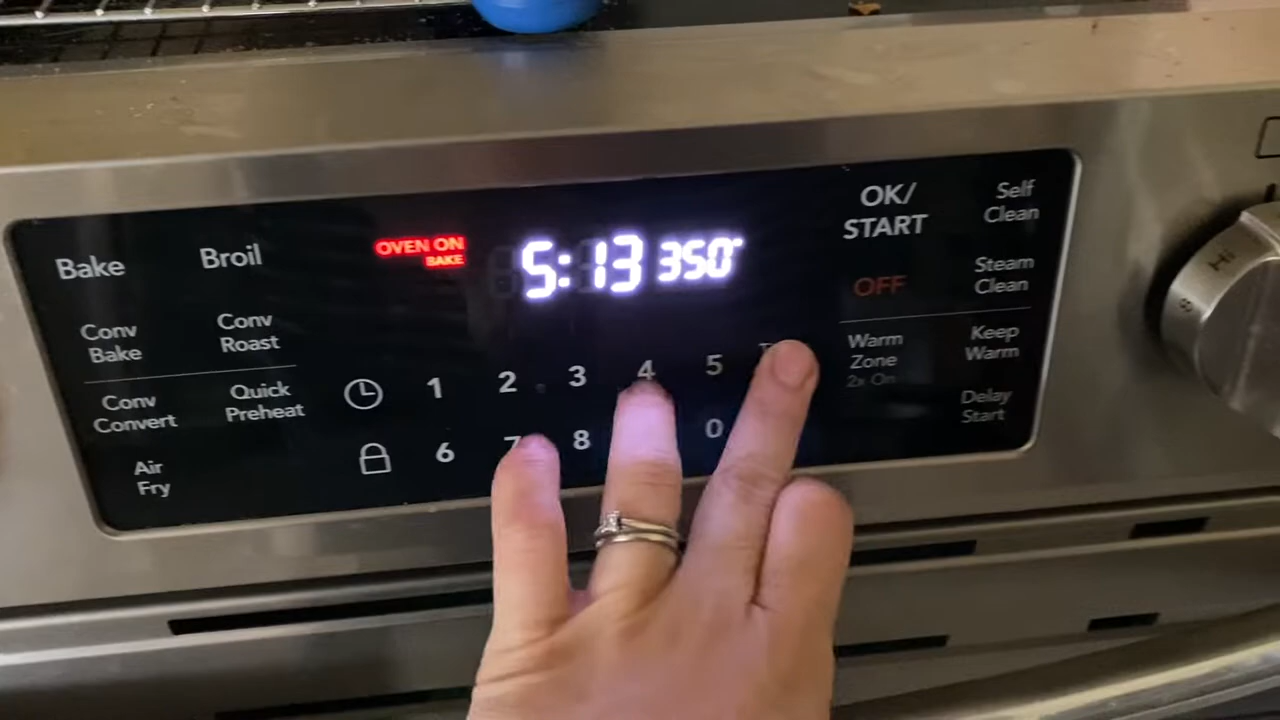 Bake
Broil
OVEN ON
BAKE
5:13 350°
OK/
START
Self
Clean
Conv
Bake
Conv
Roast
OFF
Steam
Clean
Conv
Convert
Quick
Preheat
1 2 3 4 5
Warm
Zone
2x On
Keep
Warm
Air
Fry
6 7 8 0
Delay
Start
Hi
8